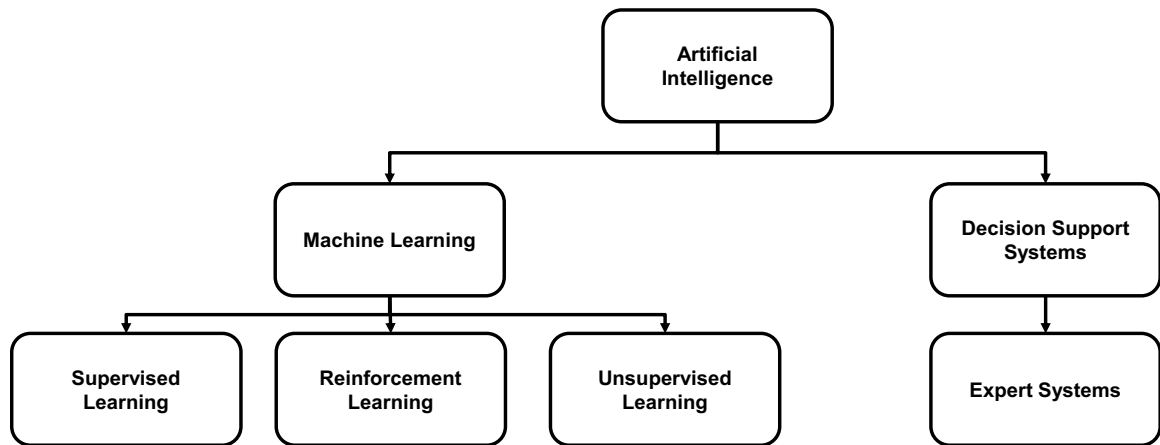 Artificial
Intelligence
Machine Learning
Decision Support
Systems
Supervised
Learning
Reinforcement
Learning
Unsupervised
Learning
Expert Systems